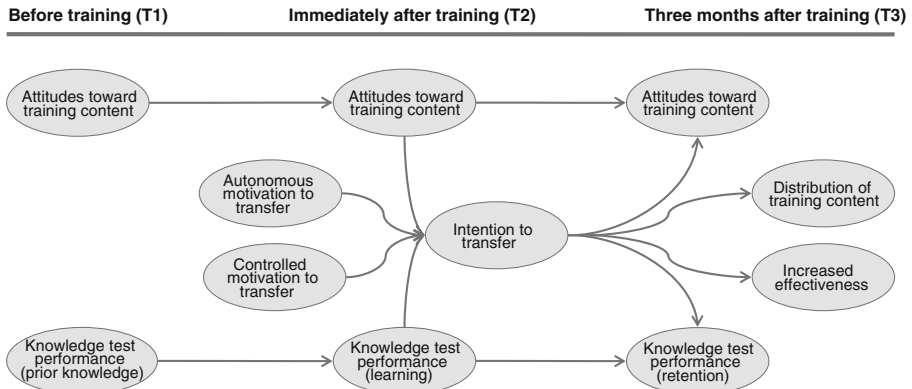 Before training (T1)
Immediately after training (T2)
Three months after training (T3)
Attitudes toward
training content
Attitudes toward
training content
Attitudes toward
training content
Autonomous
motivation to
transfer
Distribution of
training content
Intention to
transfer
Controlled
motivation to
transfer
Increased
effectiveness
Knowledge test
performance
(prior knowledge)
Knowledge test
performance
(learning)
Knowledge test
performance
(retention)